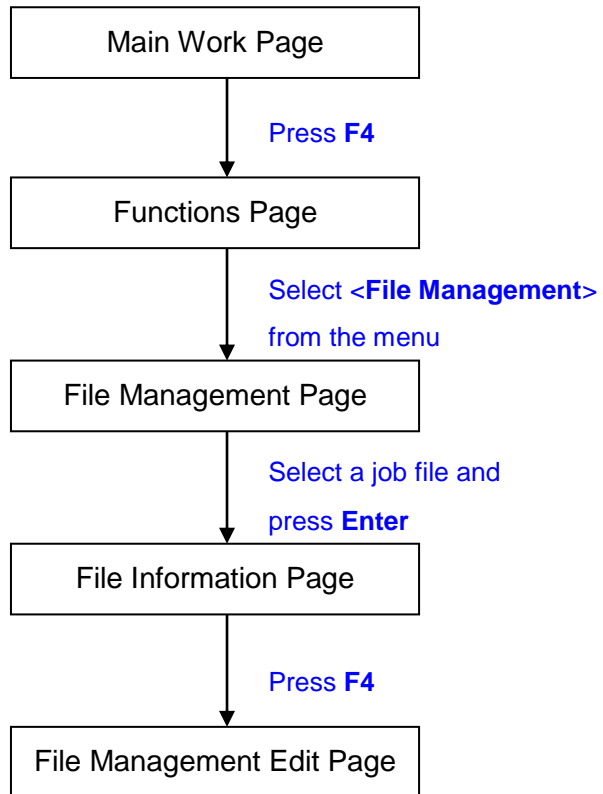 Main Work Page
Press F4
Functions Page
Select <File Management>
from the menu
File Management Page
Select a job file and
press Enter
File Information Page
Press F4
File Management Edit Page